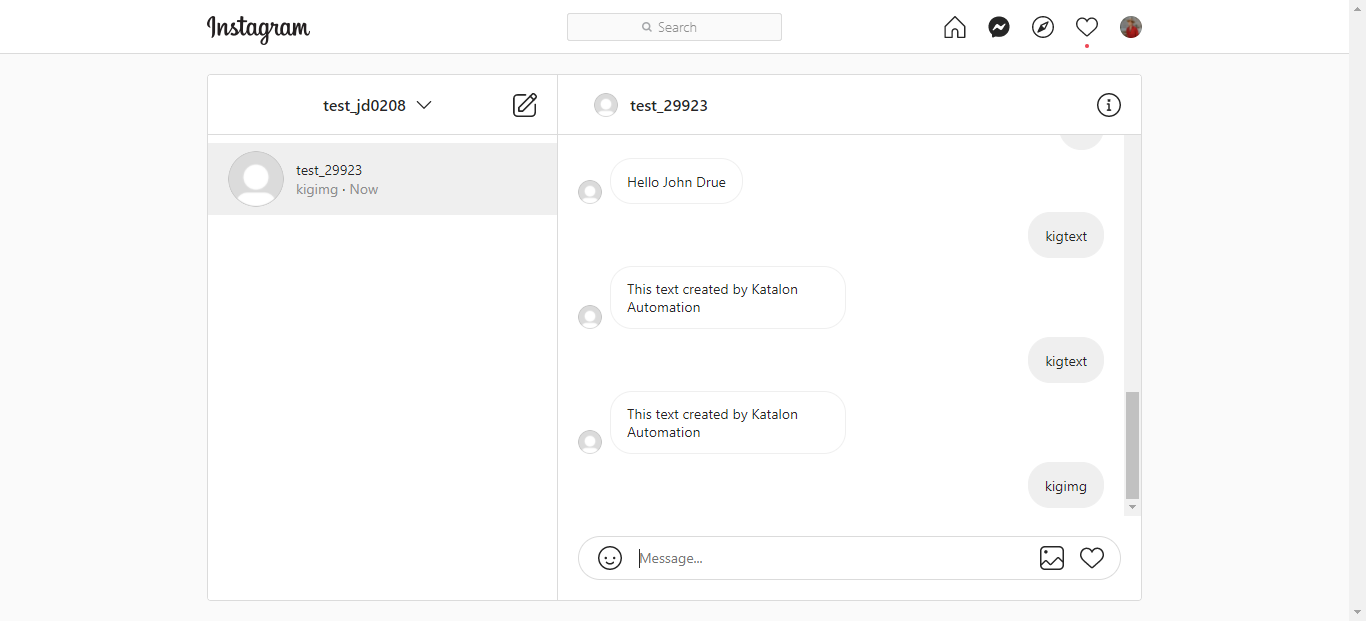 Instagram
Search
test_jd0208
test_29923
test_29923
kigimg · Now
Hello John Drue
kigtext
This text created by Katalon
Automation
kigtext
This text created by Katalon
Automation
kigimg
Message...